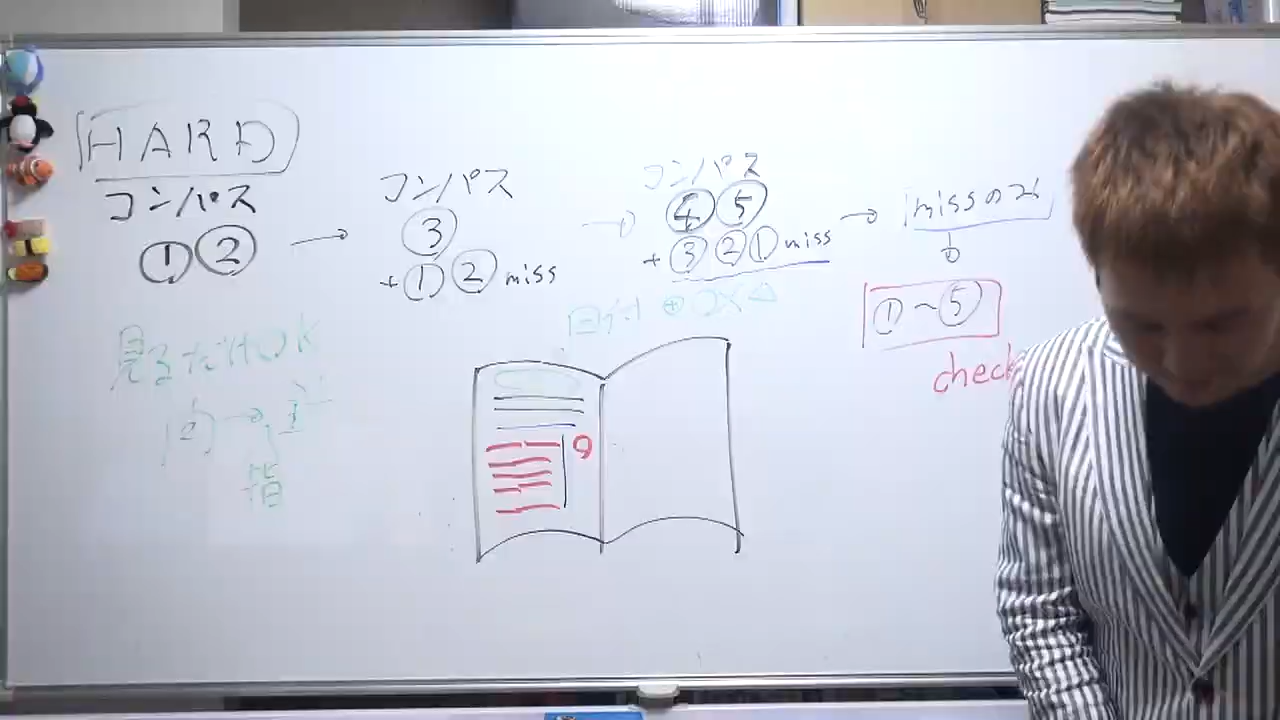 HARD
コンパス
①②
→
コンパス
③
+①②miss
→
コンパス
④⑤
+③②①miss
→
missのみ
↓
①~⑤
check
見るだけOK
指